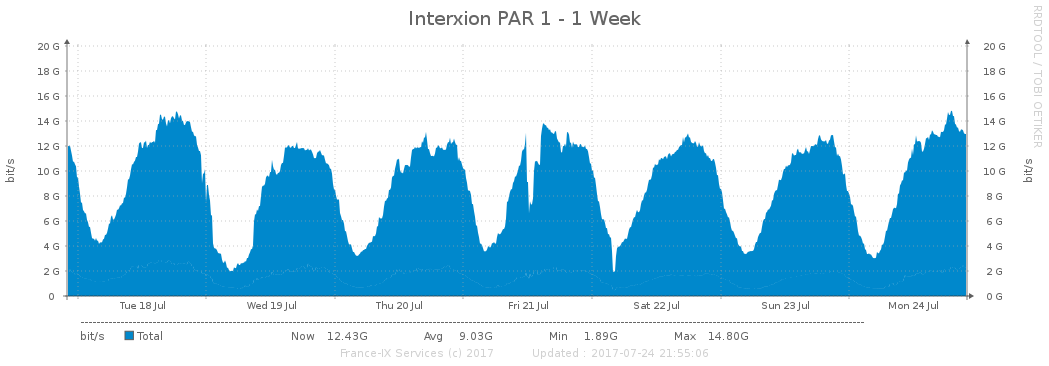 Interxion PAR 1 - 1 Week
RRDTOOL / TOBI OETIKER
20 G 20 G
18 G 18 G
16 G 16 G
14 G 14 G
12 G 12 G
10 G 10 G
8 G 8 G
6 G 6 G
4 G 4 G
2 G 2 G
0 0 G
bit/s bit/s
Tue 18 Jul Wed 19 Jul Thu 20 Jul Fri 21 Jul Sat 22 Jul Sun 23 Jul Mon 24 Jul
bit/s Total Now 12.43G Avg 9.03G Min 1.89G Max 14.80G
France-IX Services (c) 2017 Updated : 2017-07-24 21:55:06